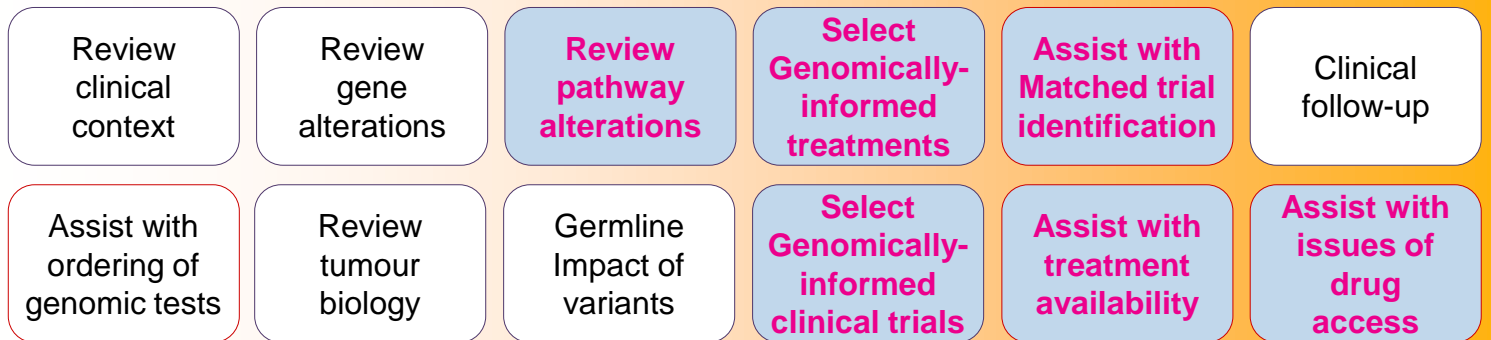 Review
clinical
context
Review
gene
alterations
Review
pathway
alterations
Select
Genomically-
informed
treatments
Assist with
Matched trial
identification
Clinical
follow-up
Assist with
ordering of
genomic tests
Review
tumour
biology
Germline
Impact of
variants
Select
Genomically-
informed
clinical trials
Assist with
treatment
availability
Assist with
issues of
drug
access